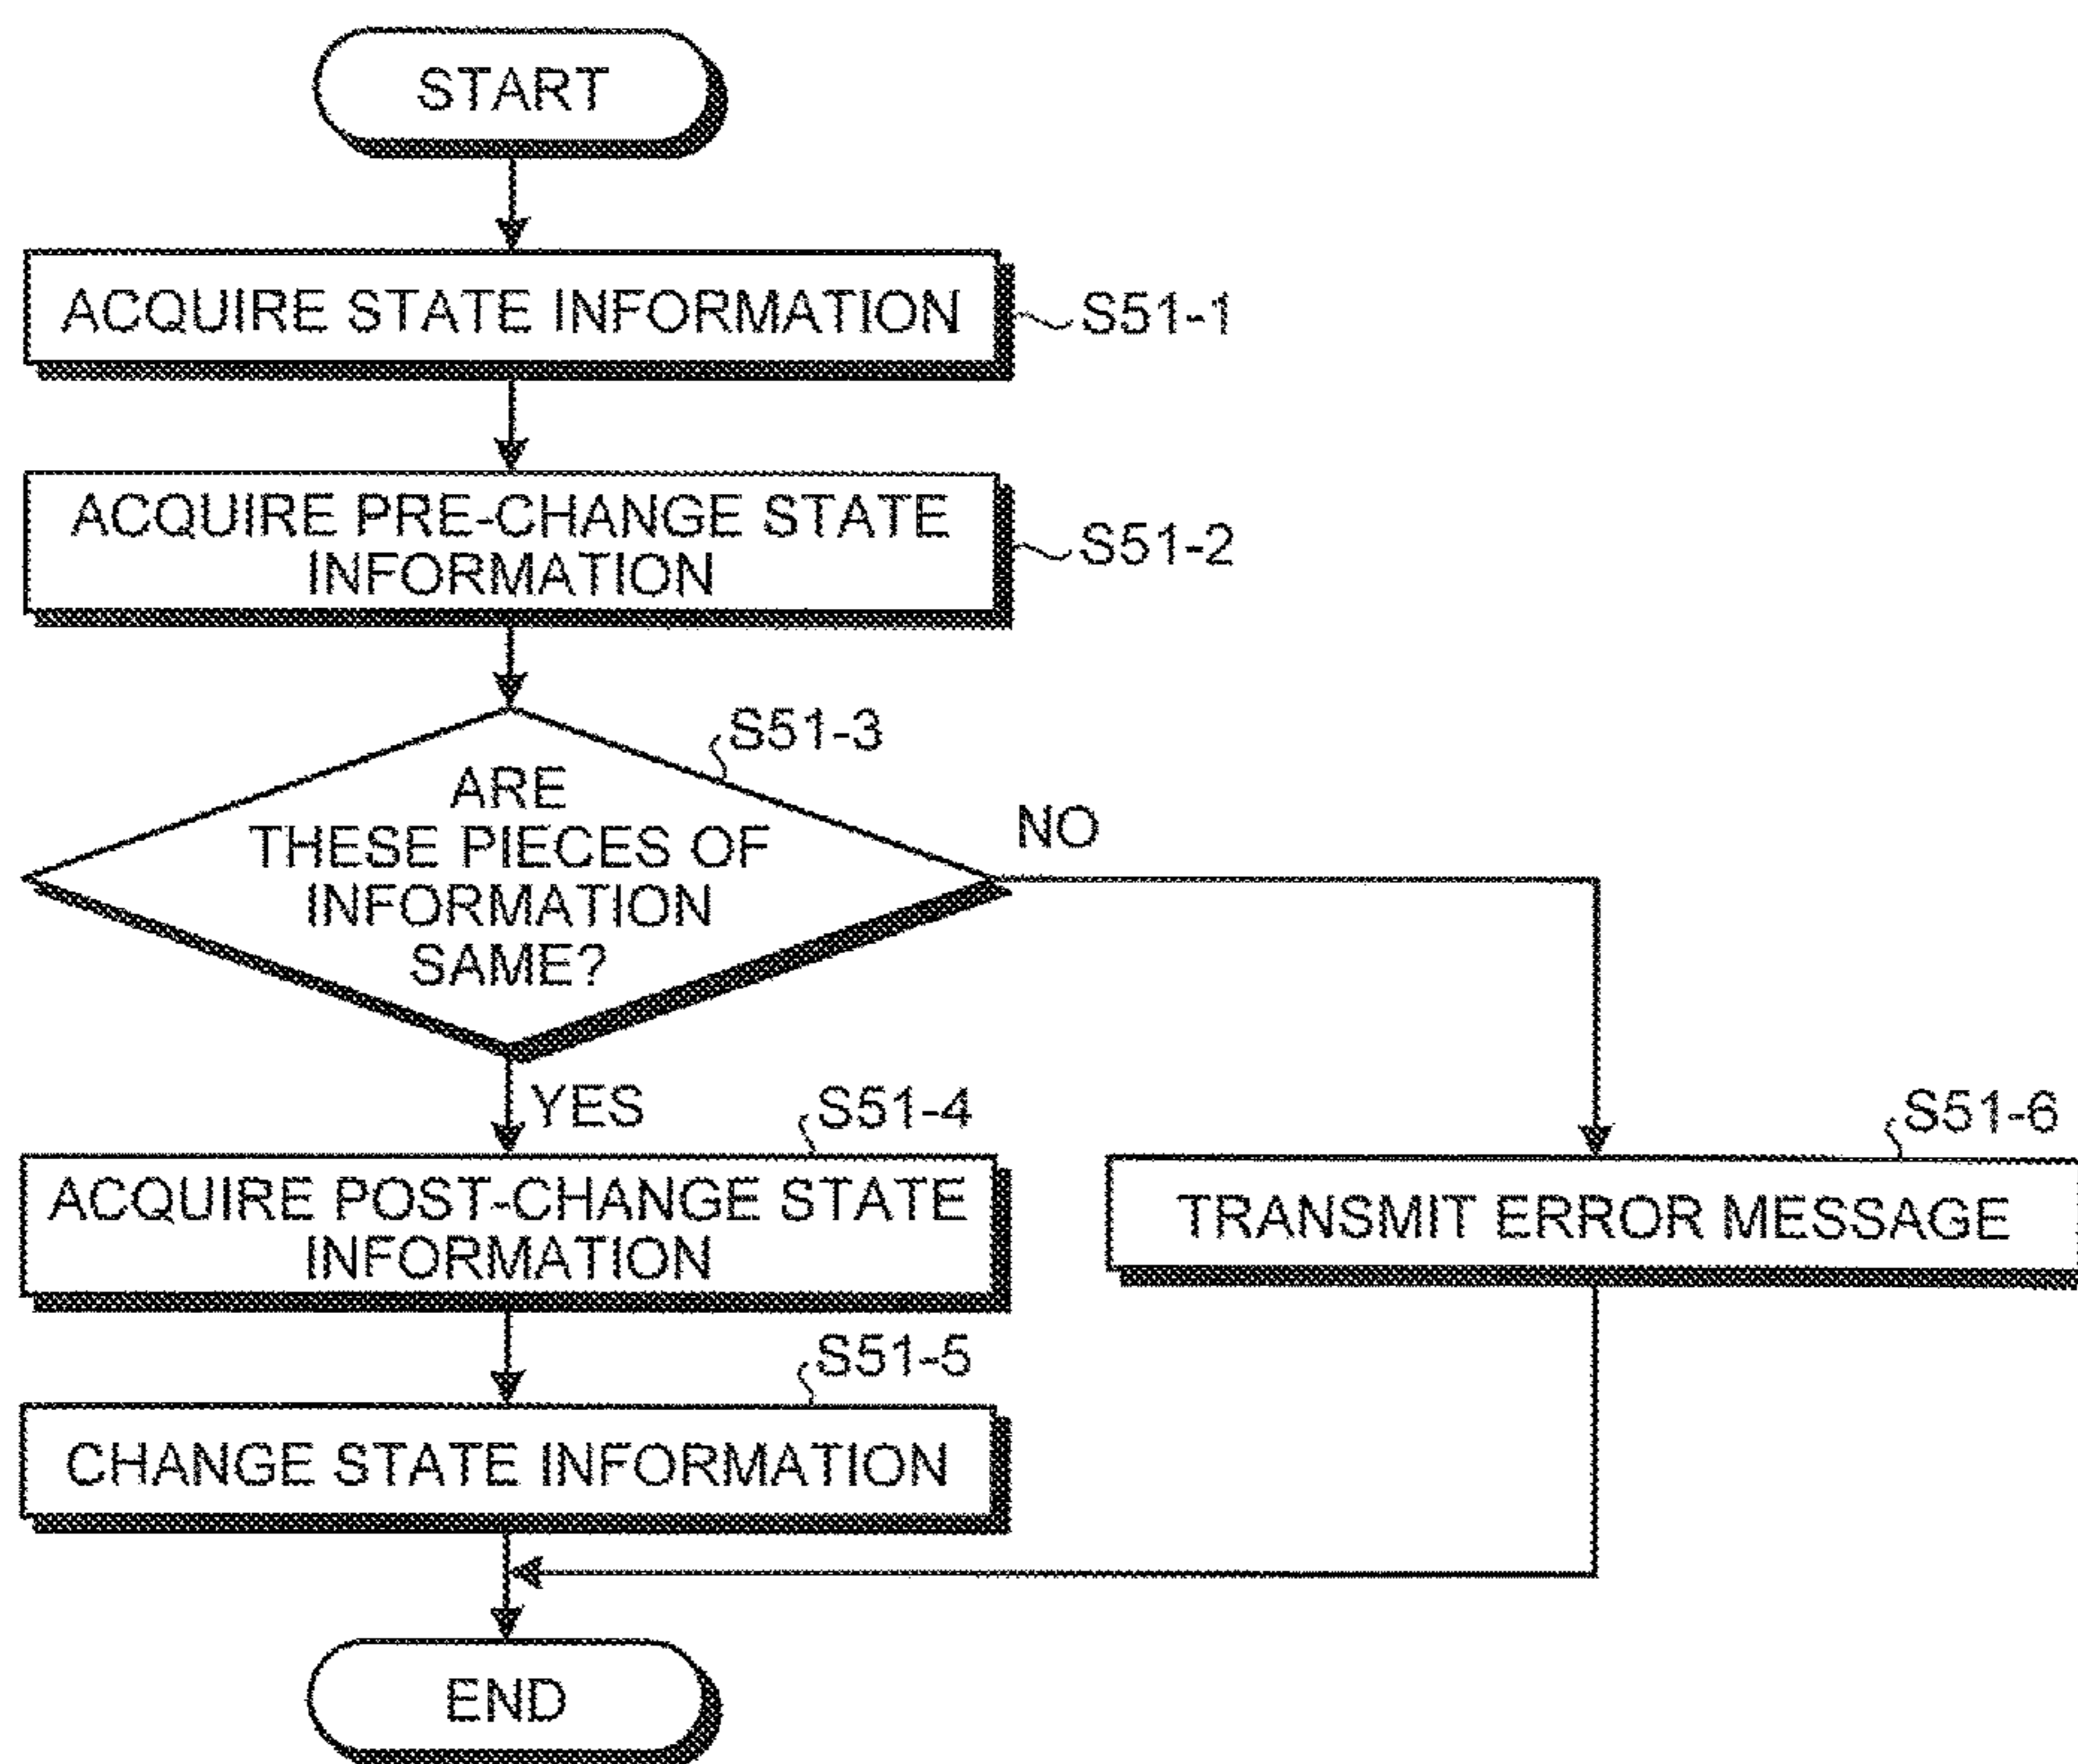 START
ACQUIRE STATE INFORMATION
S51-1
ACQUIRE PRE-CHANGE STATE
INFORMATION
S51-2
S51-3
ARE
THESE PIECES OF
INFORMATION
SAME?
NO
YES
S51-4
ACQUIRE POST-CHANGE STATE
INFORMATION
S51-6
TRANSMIT ERROR MESSAGE
S51-5
CHANGE STATE INFORMATION
END